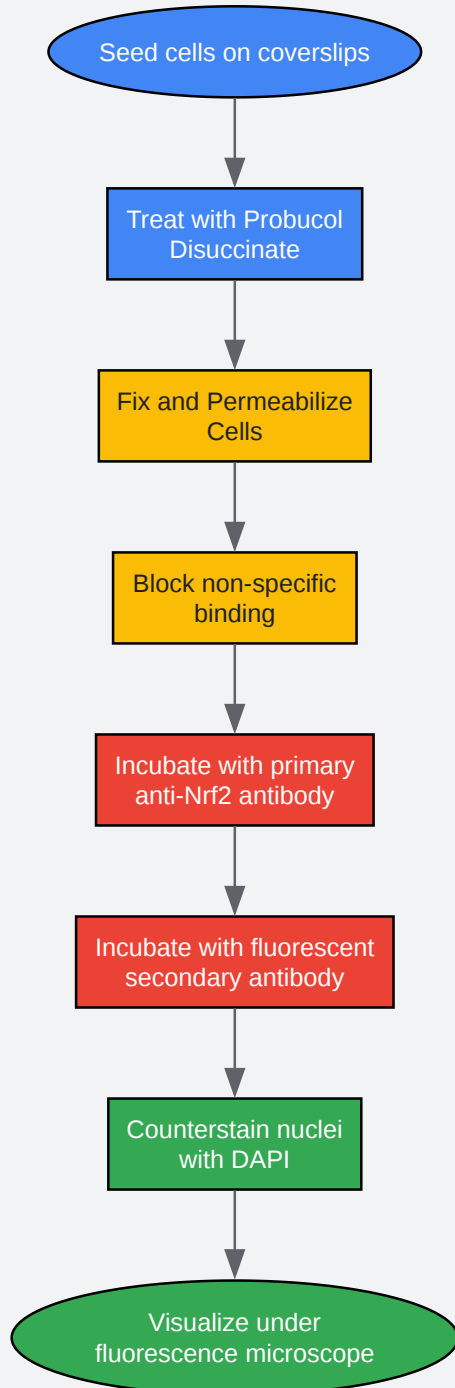 Seed cells on coverslips
Treat with Probucol
Disuccinate
Fix and Permeabilize
Cells
Block non-specific
binding
Incubate with primary
anti-Nrf2 antibody
Incubate with fluorescent
secondary antibody
Counterstain nuclei
with DAPI
Visualize under
fluorescence microscope